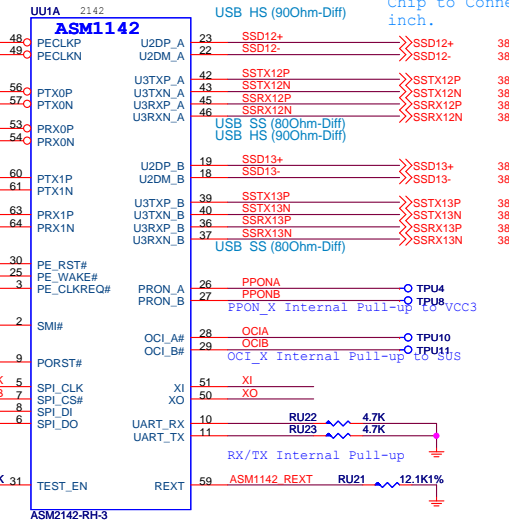 UU1A 2142 USB HS (90Ohm-Diff) Chip to Conne
ASM1142 inch.
48 PECLKP U2DP_A 23 SSD12+ SSD12+ 38
49 PECLKN U2DM_A 22 SSD12- SSD12- 38
56 PTX0P U3TXP_A 42 SSTX12P SSTX12P 38
57 PTX0N U3TXN_A 43 SSTX12N SSTX12N 38
U3RXP_A 45 SSRX12P SSRX12P 38
U3RXN_A 46 SSRX12N SSRX12N 38
53 PRX0P USB SS (80Ohm-Diff)
54 PRX0N USB HS (90Ohm-Diff)
U2DP_B 19 SSD13+ SSD13+ 38
60 PTX1P U2DM_B 18 SSD13- SSD13- 38
61 PTX1N
U3TXP_B 39 SSTX13P SSTX13P 38
63 PRX1P U3TXN_B 40 SSTX13N SSTX13N 38
64 PRX1N U3RXP_B 36 SSRX13P SSRX13P 38
U3RXN_B 37 SSRX13N SSRX13N 38
USB SS (80Ohm-Diff)
30 PE_RST#
25 PE_WAKE#
3 PE_CLKREQ# PRON_A 26 PPONA TPU4
PRON_B 27 PPONB TPU8
PPON_X Internal Pull-up to VCC3
2 SMI# OCI_A# 28 OCIA TPU10
OCI_B# 29 OCIB TPU11
9 PORST# OCI_X Internal Pull-up to SUS
5 SPI_CLK XI 51 XI
7 SPI_CS# XO 50 XO
8 SPI_DI
6 SPI_DO UART_RX 10 RU22 4.7K
UART_TX 11 RU23 4.7K
RX/TX Internal Pull-up
31 TEST_EN REXT 59 ASM1142_REXT RU21 12.1K1%
ASM2142-RH-3